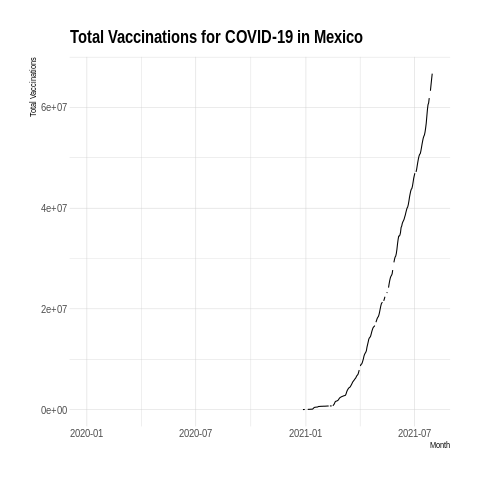 Total Vaccinations for COVID-19 in Mexico
Total Vaccinations
6e+07
4e+07
2e+07
0e+00
2020-01 2020-07 2021-01 2021-07
Month